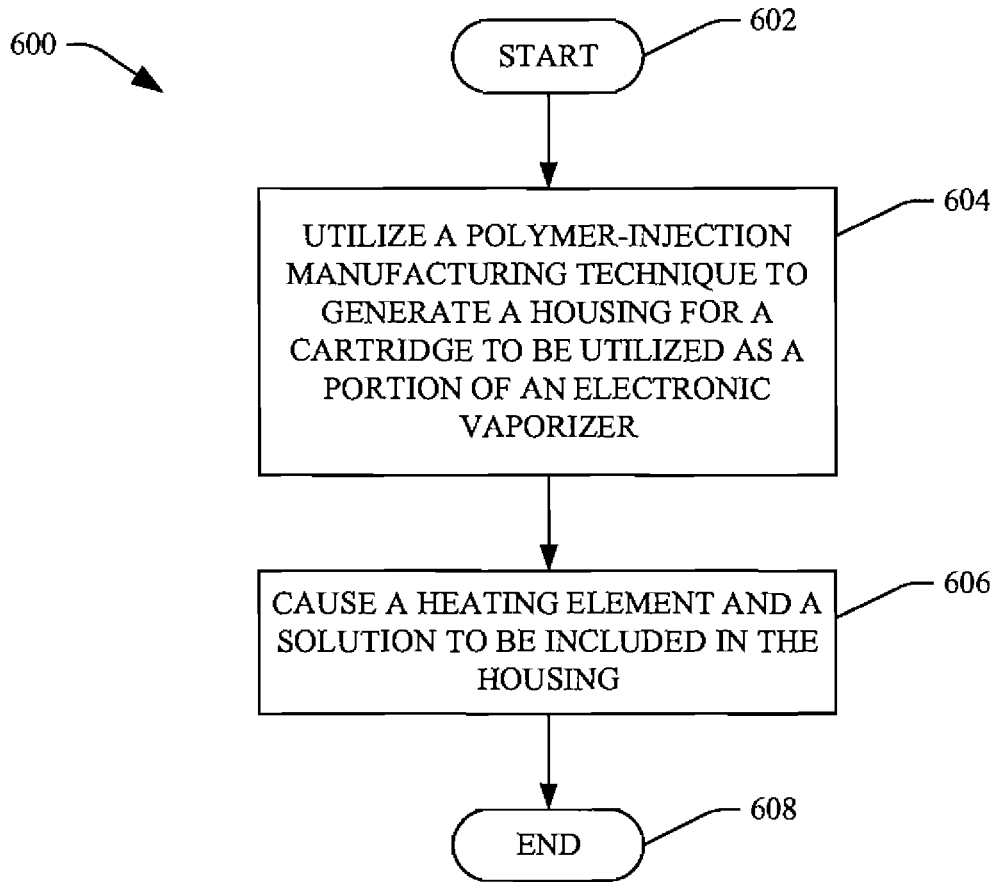 600
START
602
UTILIZE A POLYMER-INJECTION
MANUFACTURING TECHNIQUE TO
GENERATE A HOUSING FOR A
CARTRIDGE TO BE UTILIZED AS A
PORTION OF AN ELECTRONIC
VAPORIZER
604
CAUSE A HEATING ELEMENT AND A
SOLUTION TO BE INCLUDED IN THE
HOUSING
606
END
608